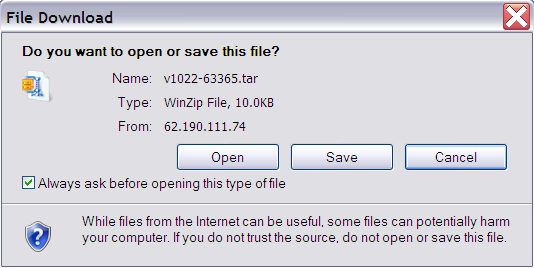 File Download
Do you want to open or save this file?
Name: v1022-63365.tar
Type: WinZip File, 10.0KB
From: 62.190.111.74
Open Save Cancel
Always ask before opening this type of file
While files from the Internet can be useful, some files can potentially harm
your computer. If you do not trust the source, do not open or save this file.